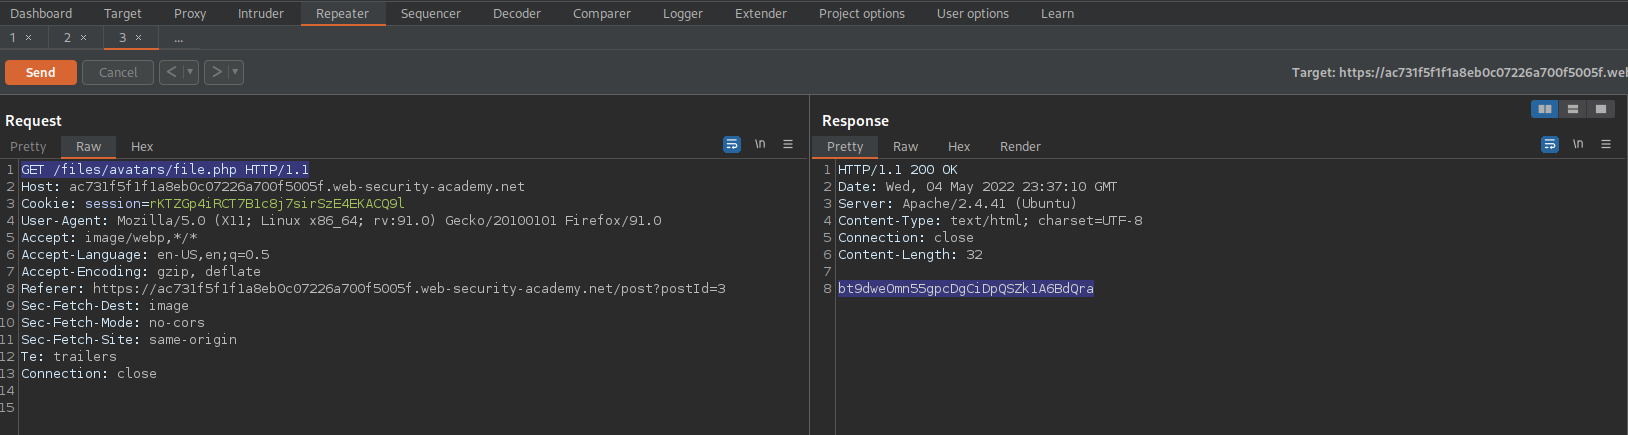 Dashboard Target Proxy Intruder Repeater Sequencer Decoder Comparer Logger Extender Project options User options Learn
1 × 2 × 3 × ...
Send Cancel < ▾ > ▾ Target: https://ac731f5f1f1a8eb0c07226a700f5005f.wel
Request
Pretty Raw Hex \n
1 GET /files/avatars/file.php HTTP/1.1
2 Host: ac731f5f1f1a8eb0c07226a700f5005f.web-security-academy.net
3 Cookie: session=rKTZGp4iRCT7B1c8j7sirSzE4EKACQ9l
4 User-Agent: Mozilla/5.0 (X11; Linux x86_64; rv:91.0) Gecko/20100101 Firefox/91.0
5 Accept: image/webp,*/*
6 Accept-Language: en-US,en;q=0.5
7 Accept-Encoding: gzip, deflate
8 Referer: https://ac731f5f1f1a8eb0c07226a700f5005f.web-security-academy.net/post?postId=3
9 Sec-Fetch-Dest: image
10 Sec-Fetch-Mode: no-cors
11 Sec-Fetch-Site: same-origin
12 Te: trailers
13 Connection: close
14
15
Response
Pretty Raw Hex Render \n
1 HTTP/1.1 200 OK
2 Date: Wed, 04 May 2022 23:37:10 GMT
3 Server: Apache/2.4.41 (Ubuntu)
4 Content-Type: text/html; charset=UTF-8
5 Connection: close
6 Content-Length: 32
7
8 bt9dweOmn55gpcDgCiDpQSZk1A6BdQra